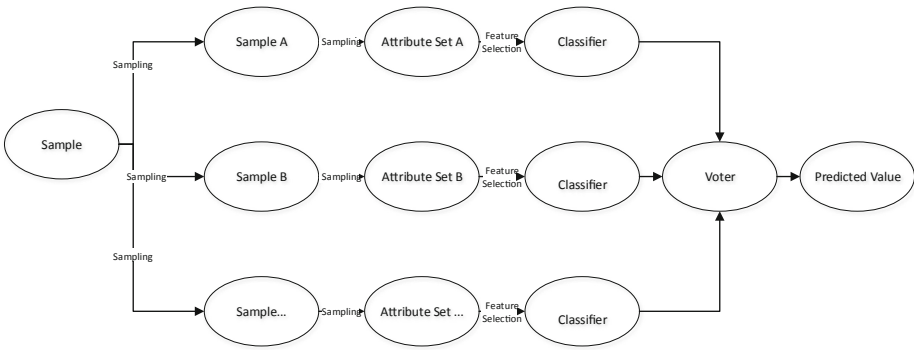 Sample A
Sampling
Attribute Set A
Feature
Selection
Classifier
Sampling
Sample
Sampling
Sample B
Sampling
Attribute Set B
Feature
Selection
Classifier
Voter
Predicted Value
Sampling
Sample...
Sampling
Attribute Set ...
Feature
Selection
Classifier